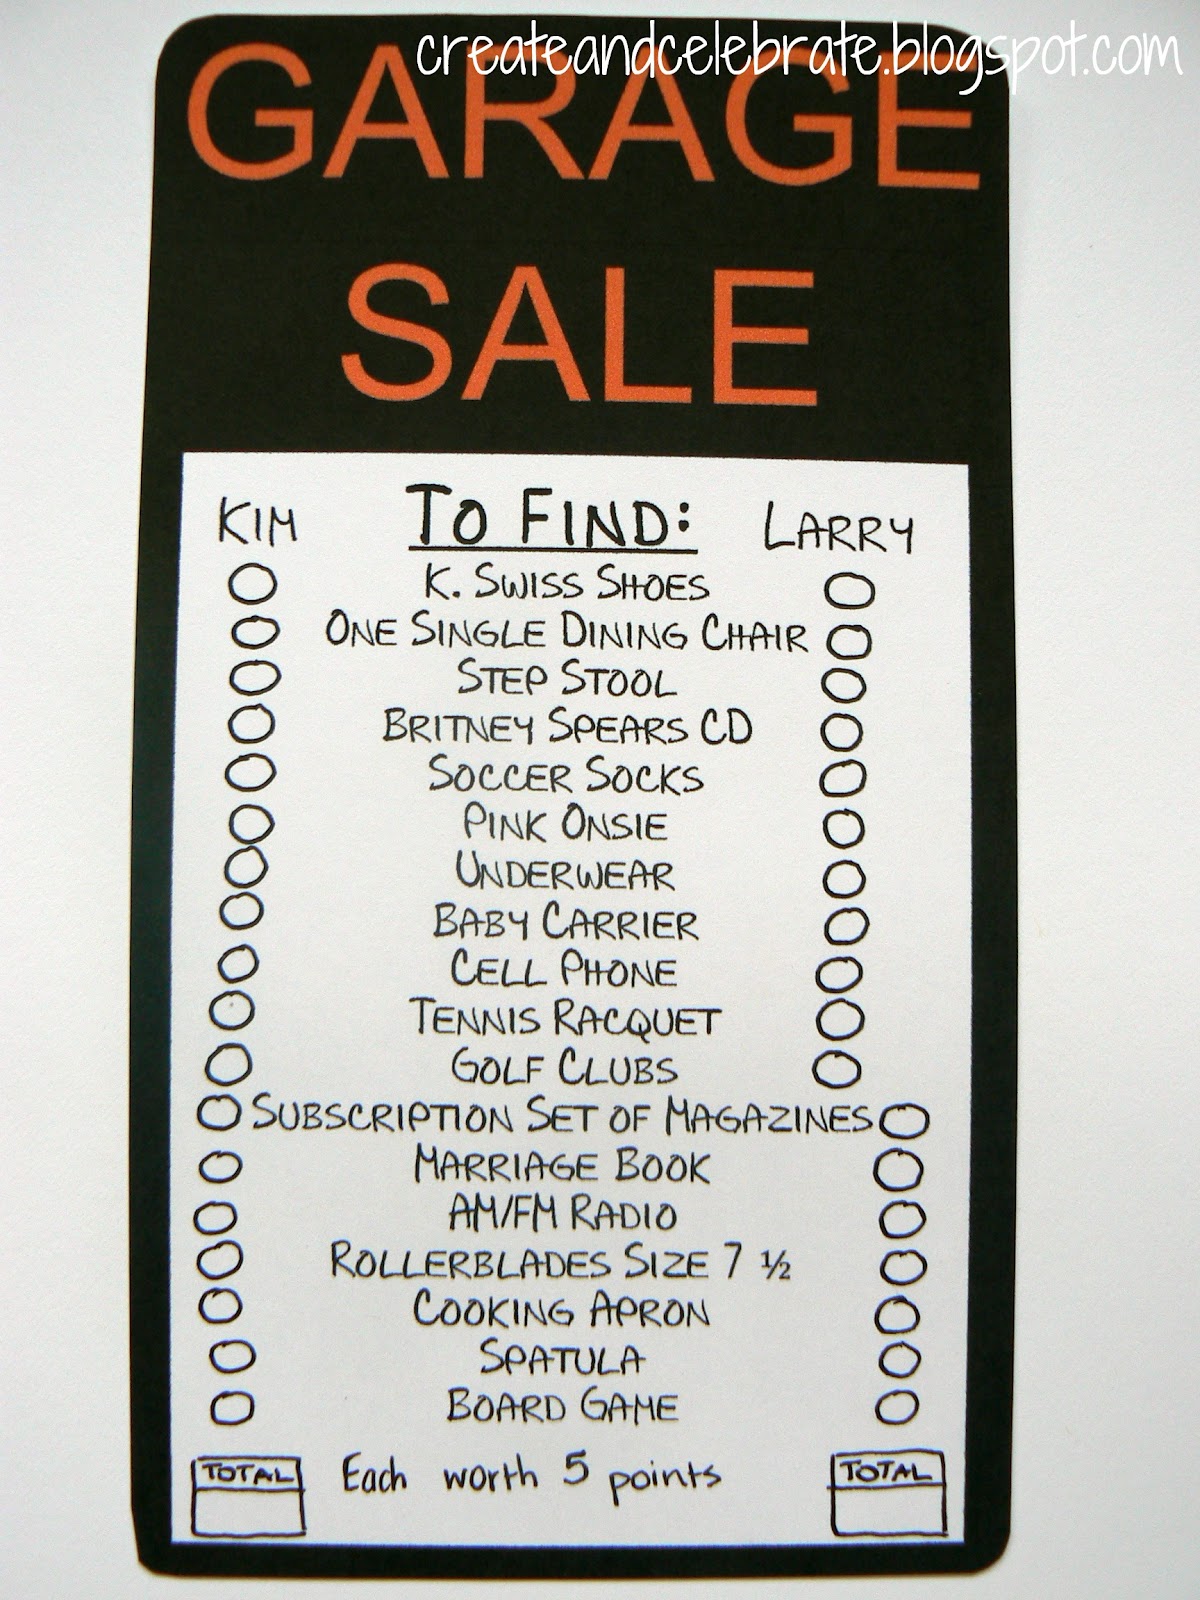 createandcelebrate.blogspot.com
GARAGE
SALE
KIM TO FIND: LARRY
K. SWISS SHOES
ONE SINGLE DINING CHAIR
STEP STOOL
BRITNEY SPEARS CD
SOCCER SOCKS
PINK ONSIE
UNDERWEAR
BABY CARRIER
CELL PHONE
TENNIS RACQUET
GOLF CLUBS
SUBSCRIPTION SET OF MAGAZINES
MARRIAGE BOOK
AM/FM RADIO
ROLLERBLADES SIZE 7 ½
COOKING APRON
SPATULA
BOARD GAME
TOTAL Each worth 5 points TOTAL